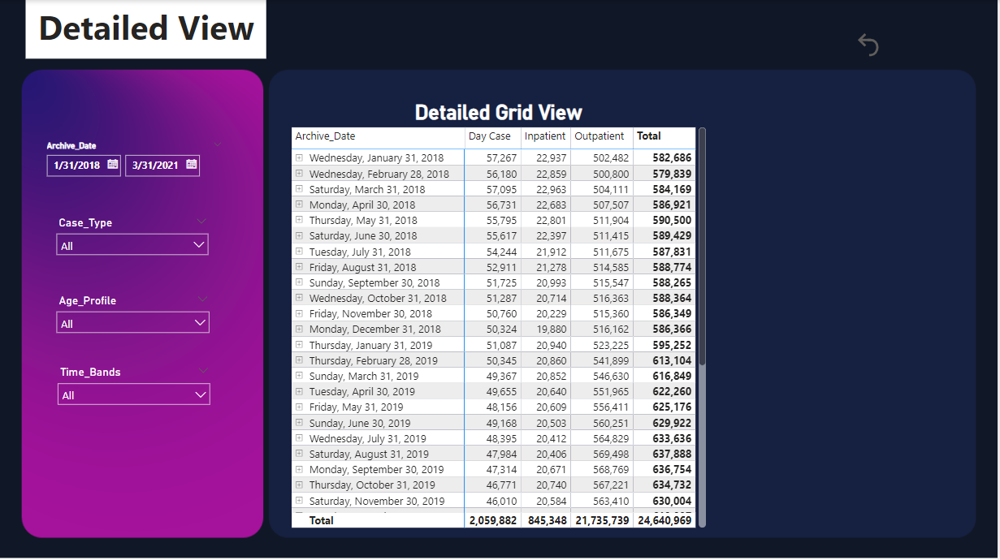 Detailed View
Archive_Date
1/31/2018 3/31/2021
Case_Type
All
Age_Profile
All
Time_Bands
All
Detailed Grid View
Archive_Date Day Case Inpatient Outpatient Total
Wednesday, January 31, 2018 57,267 22,937 502,482 582,686
Wednesday, February 28, 2018 56,180 22,859 500,800 579,839
Saturday, March 31, 2018 57,095 22,963 504,111 584,169
Monday, April 30, 2018 56,731 22,683 507,507 586,921
Thursday, May 31, 2018 55,795 22,801 511,904 590,500
Saturday, June 30, 2018 55,617 22,397 511,415 589,429
Tuesday, July 31, 2018 54,244 21,912 511,675 587,831
Friday, August 31, 2018 52,911 21,278 514,585 588,774
Sunday, September 30, 2018 51,725 20,993 515,547 588,265
Wednesday, October 31, 2018 51,287 20,714 516,363 588,364
Friday, November 30, 2018 50,760 20,229 515,360 586,349
Monday, December 31, 2018 50,324 19,880 516,162 586,366
Thursday, January 31, 2019 51,087 20,940 523,225 595,252
Thursday, February 28, 2019 50,345 20,860 541,899 613,104
Sunday, March 31, 2019 49,367 20,852 546,630 616,849
Tuesday, April 30, 2019 49,655 20,640 551,965 622,260
Friday, May 31, 2019 48,156 20,609 556,411 625,176
Sunday, June 30, 2019 49,168 20,503 560,251 629,922
Wednesday, July 31, 2019 48,395 20,412 564,829 633,636
Saturday, August 31, 2019 47,984 20,406 569,498 637,888
Monday, September 30, 2019 47,314 20,671 568,769 636,754
Thursday, October 31, 2019 46,771 20,740 567,221 634,732
Saturday, November 30, 2019 46,010 20,584 563,410 630,004
Total 2,059,882 845,348 21,735,739 24,640,969